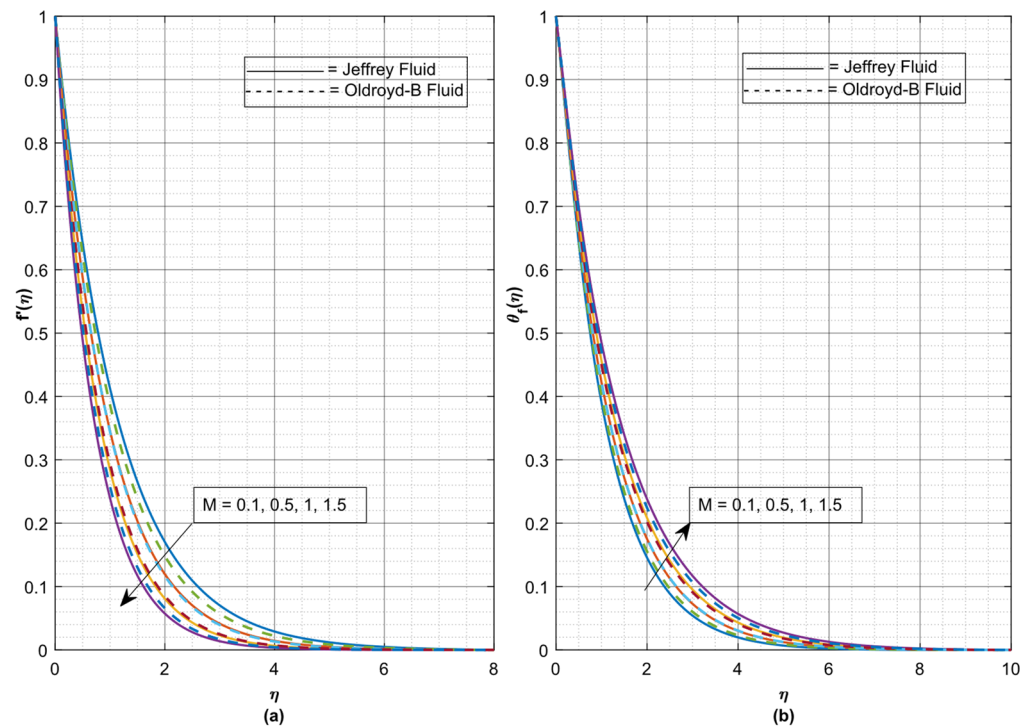 1
0.9
0.8
0.7
0.6
0.5
0.4
0.3
0.2
0.1
0
f'(η)
= Jeffrey Fluid
= Oldroyd-B Fluid
M = 0.1, 0.5, 1, 1.5
0 2 4 6 8
η
(a)
1
0.9
0.8
0.7
0.6
0.5
0.4
0.3
0.2
0.1
0
θf(η)
= Jeffrey Fluid
= Oldroyd-B Fluid
M = 0.1, 0.5, 1, 1.5
0 2 4 6 8 10
η
(b)